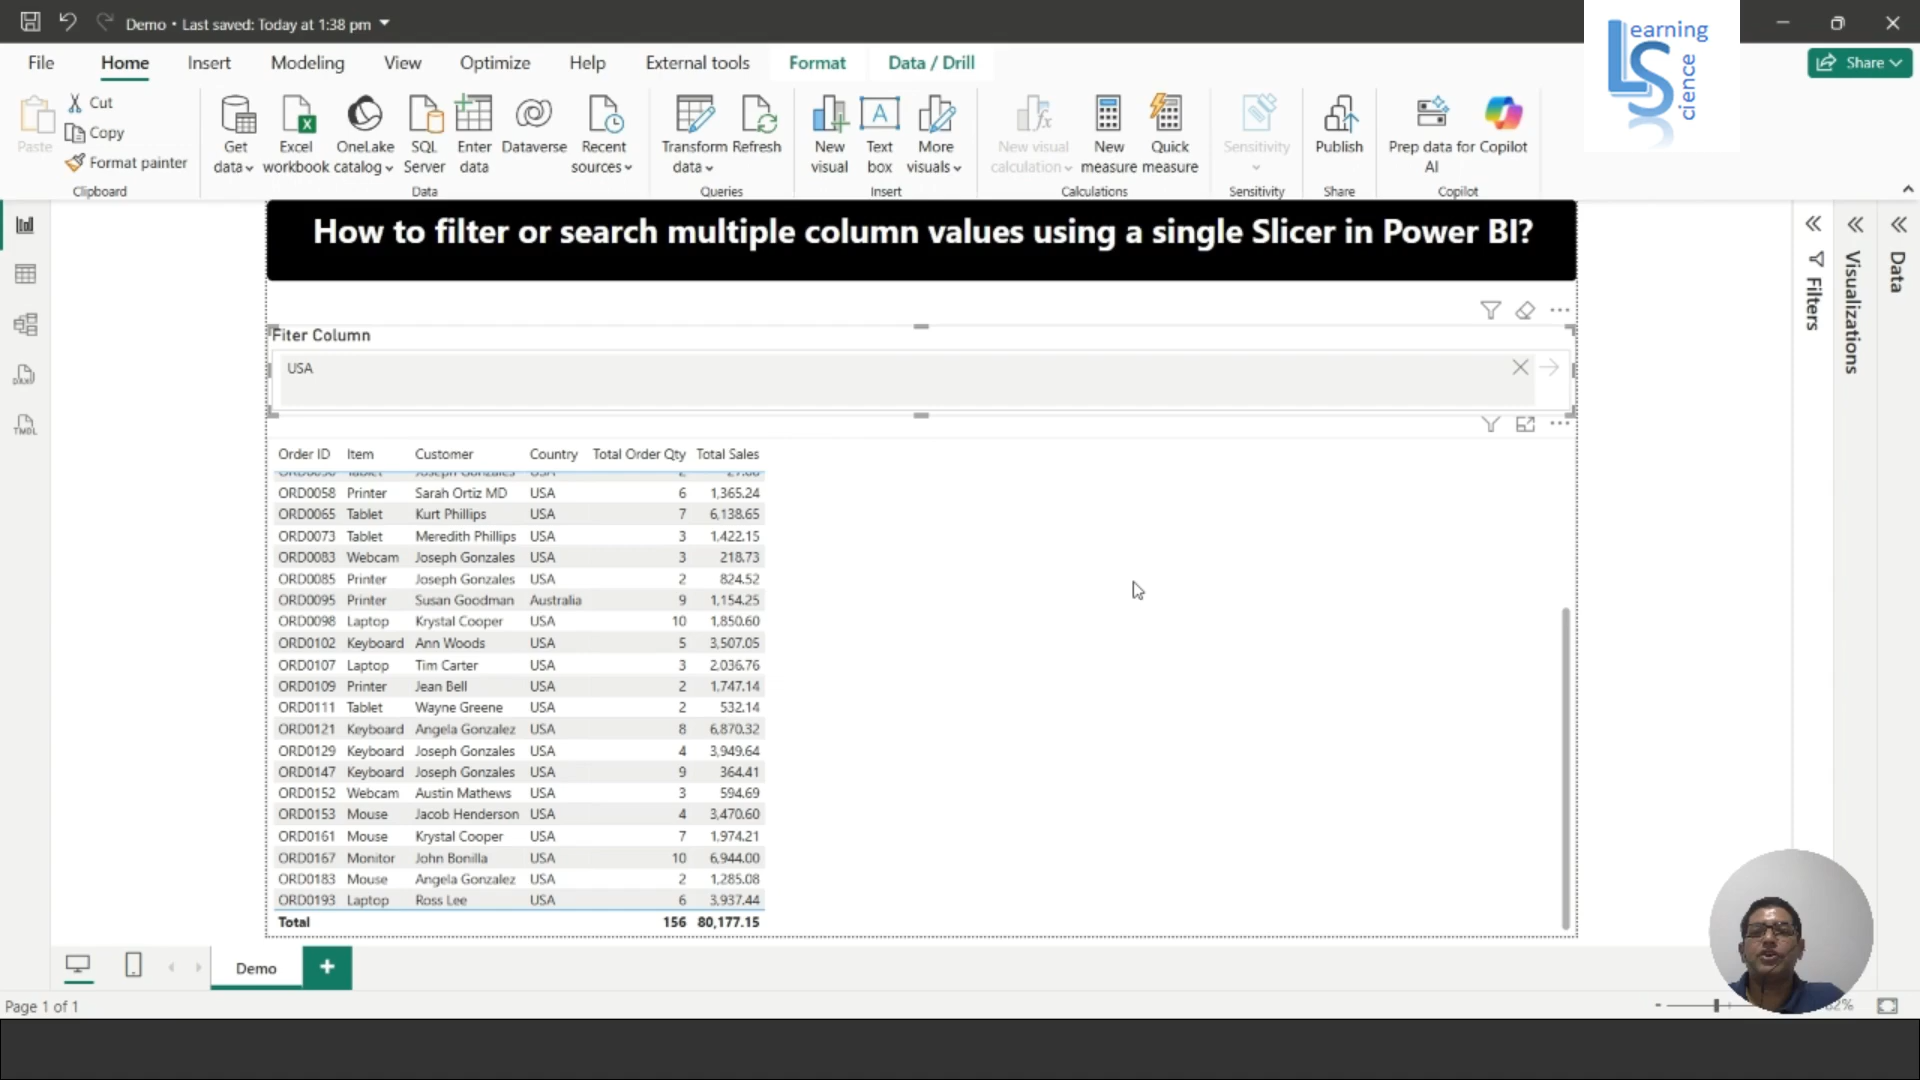 Demo • Last saved: Today at 1:38 pm
Learning Science
File Home Insert Modeling View Optimize Help External tools Format Data / Drill Share
Paste
Cut
Copy
Format painter
Get data
Excel workbook
OneLake catalog
SQL Server
Enter data
Dataverse
Recent sources
Transform data
Refresh
New visual
Text box
More visuals
New visual calculation
New measure
Quick measure
Sensitivity
Publish
Prep data for AI
Copilot
Clipboard Data Queries Insert Calculations Sensitivity Share Copilot
DAX
TMDL
How to filter or search multiple column values using a single Slicer in Power BI?
Filters
Visualizations
Data
Fiter Column
USA
Order ID Item Customer Country Total Order Qty Total Sales
ORD0058 Printer Sarah Ortiz MD USA 6 1,365.24
ORD0065 Tablet Kurt Phillips USA 7 6,138.65
ORD0073 Tablet Meredith Phillips USA 3 1,422.15
ORD0083 Webcam Joseph Gonzales USA 3 218.73
ORD0085 Printer Joseph Gonzales USA 2 824.52
ORD0095 Printer Susan Goodman Australia 9 1,154.25
ORD0098 Laptop Krystal Cooper USA 10 1,850.60
ORD0102 Keyboard Ann Woods USA 5 3,507.05
ORD0107 Laptop Tim Carter USA 3 2,036.76
ORD0109 Printer Jean Bell USA 2 1,747.14
ORD0111 Tablet Wayne Greene USA 2 532.14
ORD0121 Keyboard Angela Gonzalez USA 8 6,870.32
ORD0129 Keyboard Joseph Gonzales USA 4 3,949.64
ORD0147 Keyboard Joseph Gonzales USA 9 364.41
ORD0152 Webcam Austin Mathews USA 3 594.69
ORD0153 Mouse Jacob Henderson USA 4 3,470.60
ORD0161 Mouse Krystal Cooper USA 7 1,974.21
ORD0167 Monitor John Bonilla USA 10 6,944.00
ORD0183 Mouse Angela Gonzalez USA 2 1,285.08
ORD0193 Laptop Ross Lee USA 6 3,937.44
Total 156 80,177.15
Demo
Page 1 of 1